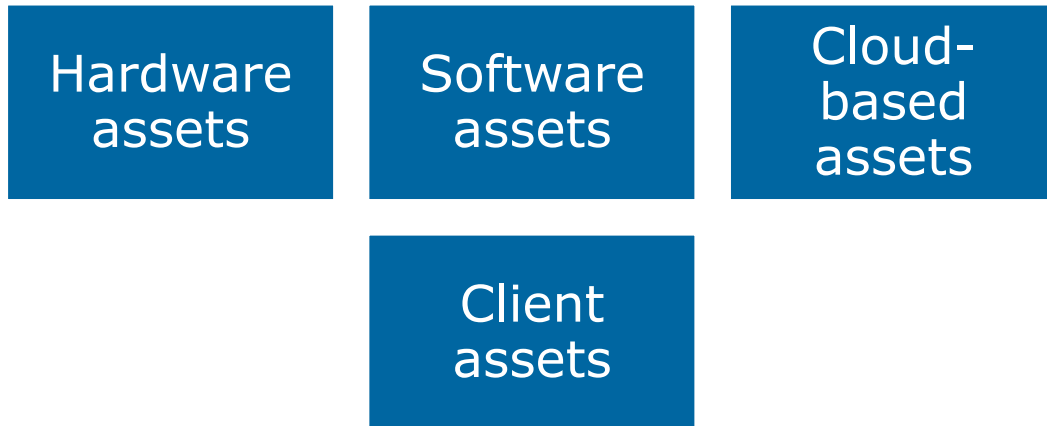 Hardware
assets
Software
assets
Cloud-
based
assets
Client
assets